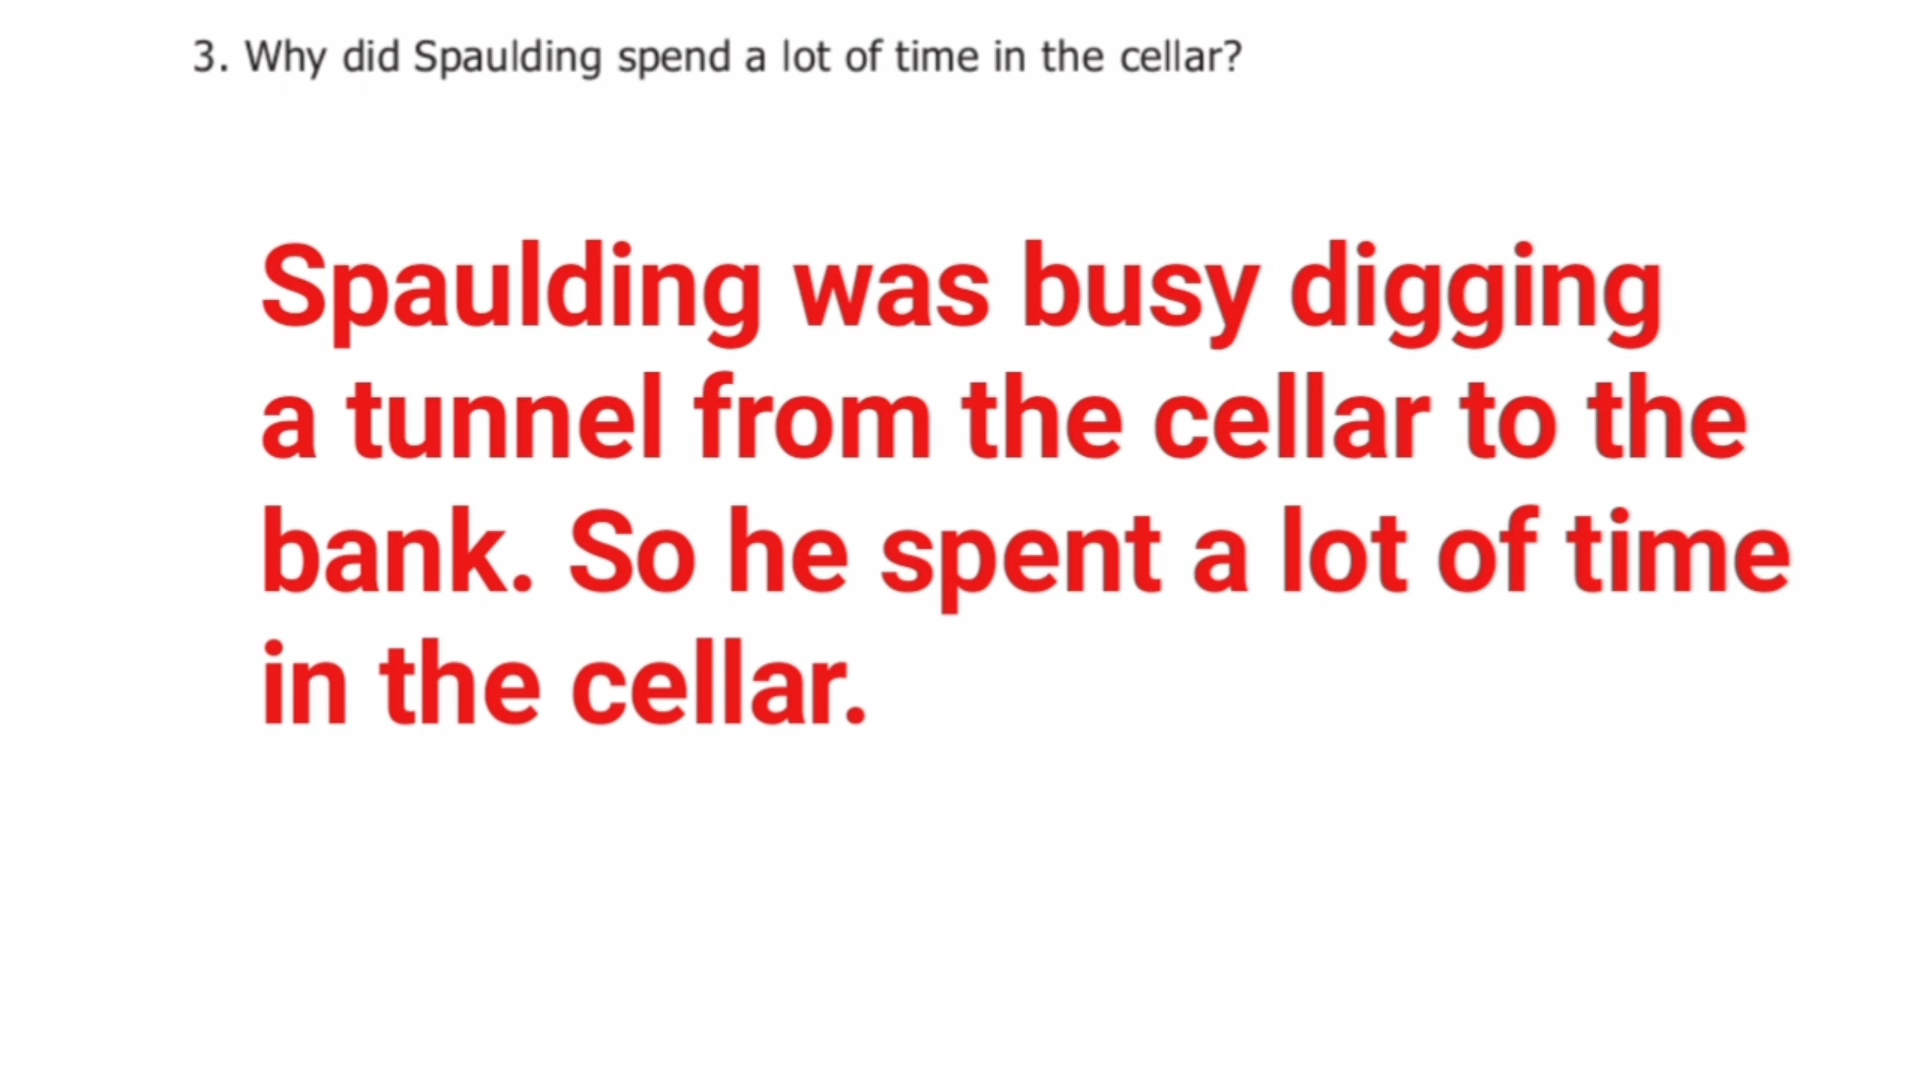 3. Why did Spaulding spend a lot of time in the cellar?
Spaulding was busy digging
a tunnel from the cellar to the
bank. So he spent a lot of time
in the cellar.